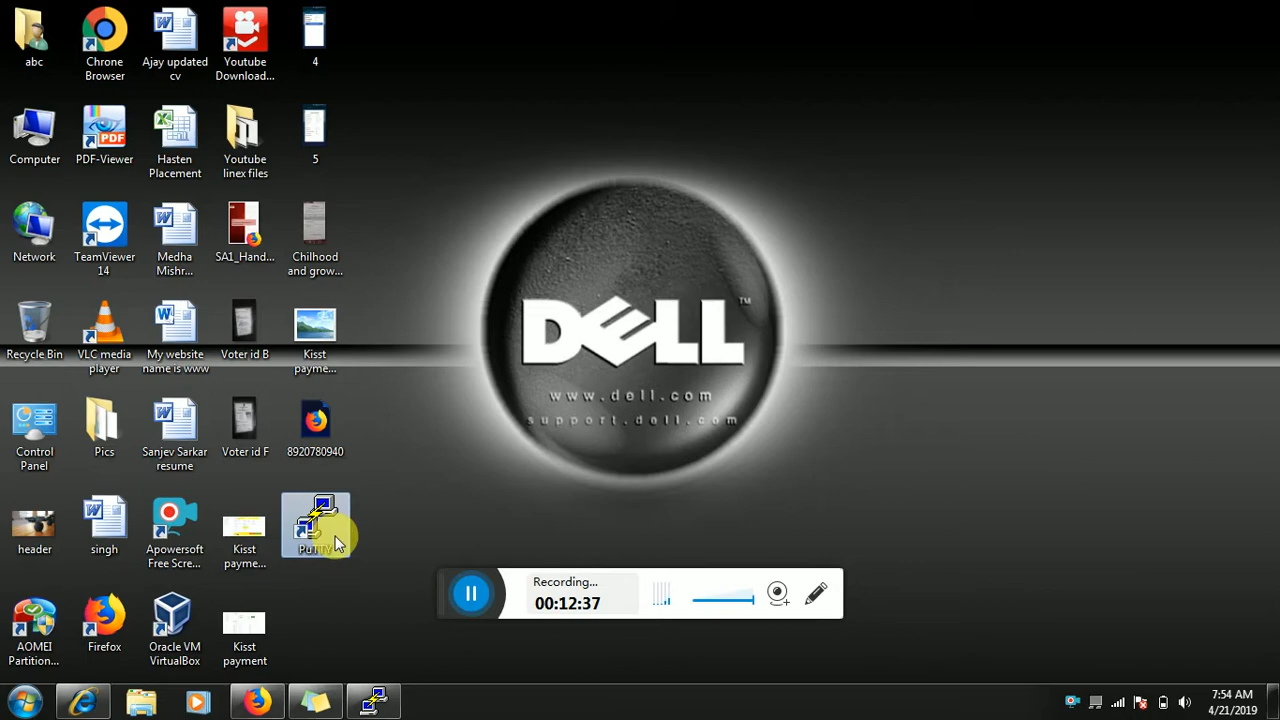 abc
Chrone
Browser
Ajay updated
cv
Youtube
Download...
4
Computer
PDF-Viewer
Hasten
Placement
Youtube
linex files
5
Network
TeamViewer
14
Medha
Mishr...
SA1_Hand...
Chilhood
and grow...
Recycle Bin
VLC media
player
My website
name is www
Voter id B
Kisst
payme...
Control
Panel
Pics
Sanjev Sarkar
resume
Voter id F
8920780940
header
singh
Apowersoft
Free Scre...
Kisst
payme...
PuTTY
AOMEI
Partition...
Firefox
Oracle VM
VirtualBox
Kisst
payment
PDF
DELL
TM
www.dell.com
support.dell.com
Recording...
00:12:37
7:54 AM
4/21/2019